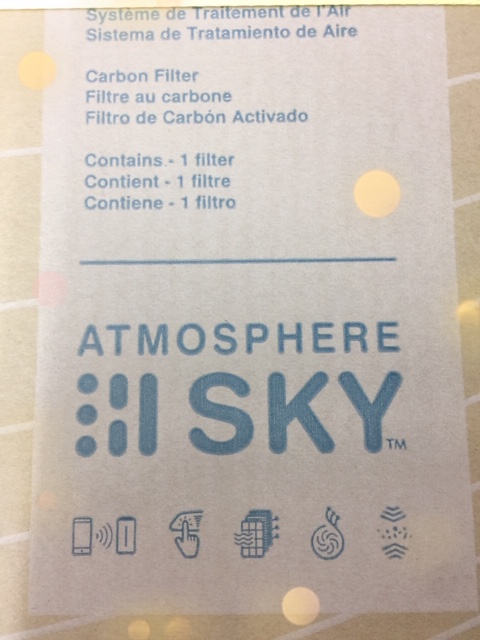 Système de Traitement de l'Air
Sistema de Tratamiento de Aire
Carbon Filter
Filtre au carbone
Filtro de Carbón Activado
Contains - 1 filter
Contient - 1 filtre
Contiene - 1 filtro
ATMOSPHERE
SKY™